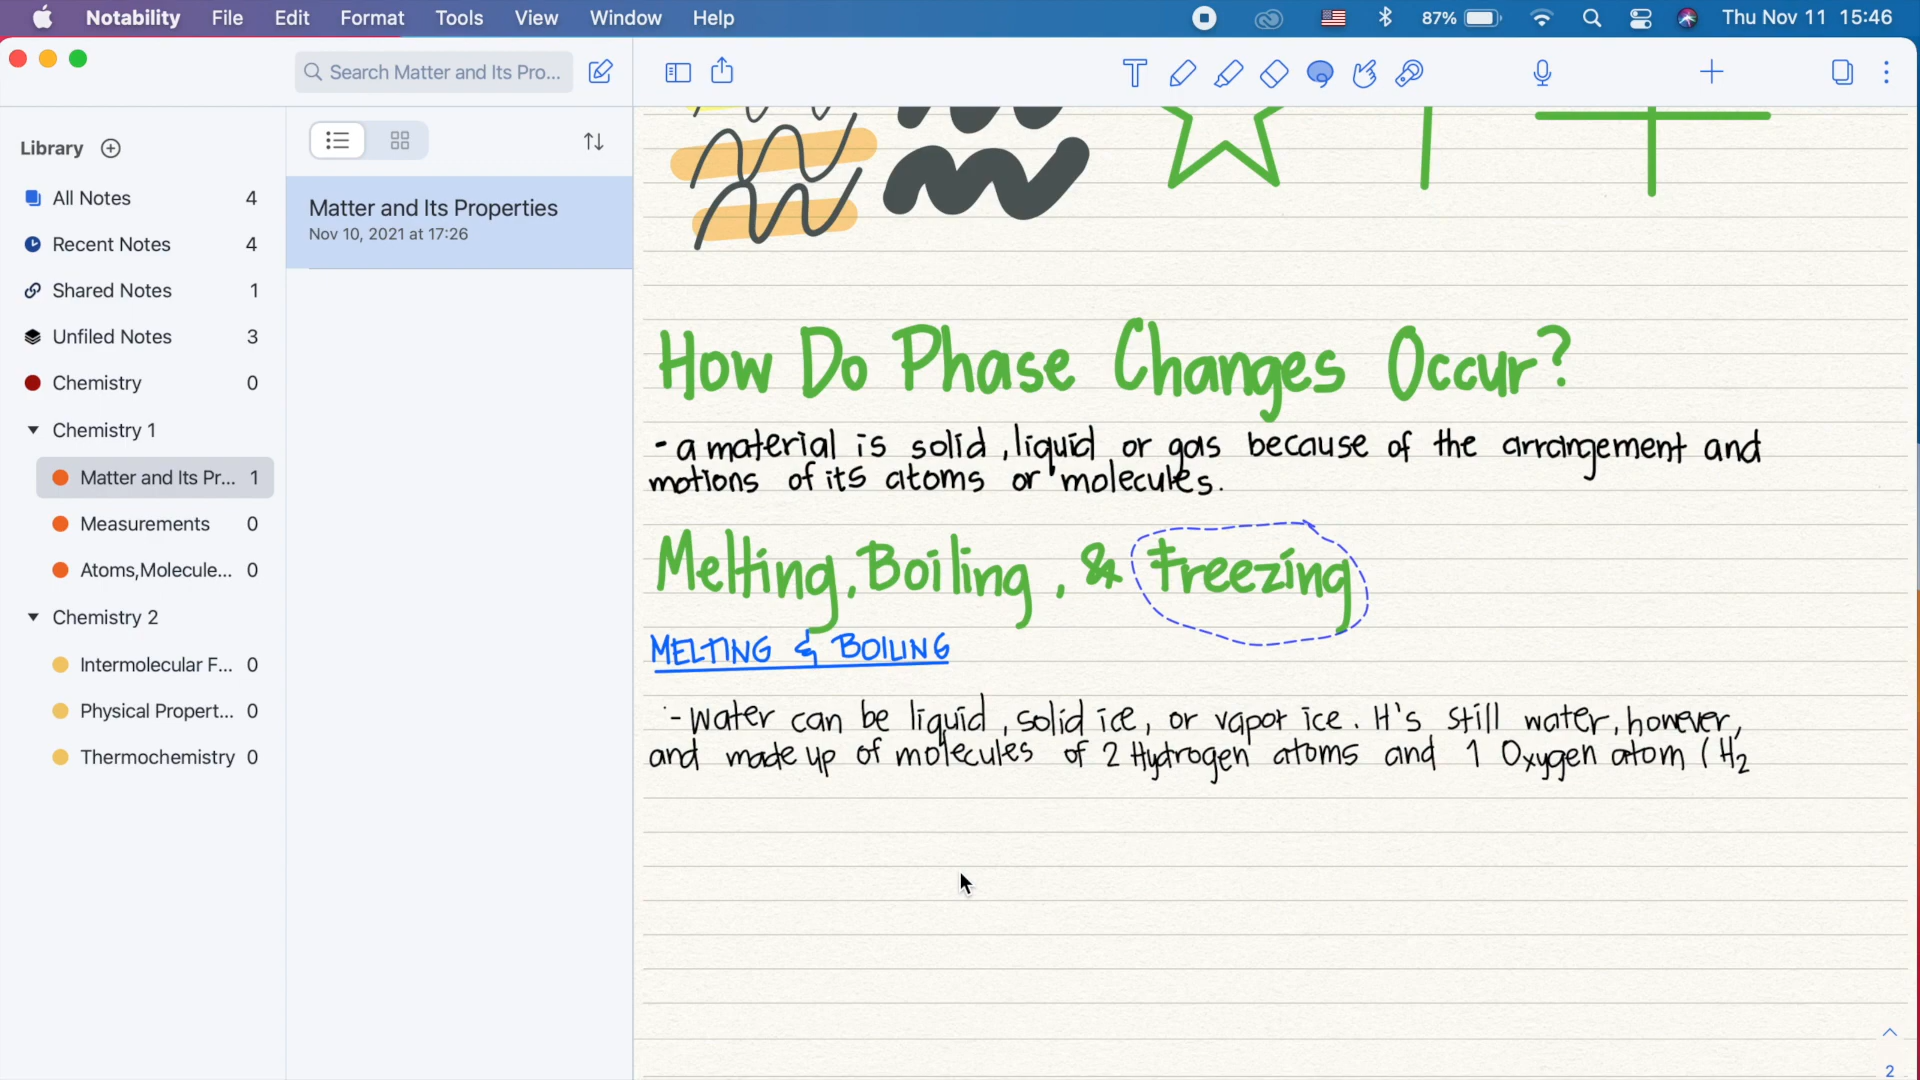 Notability File Edit Format Tools View Window Help 87% Thu Nov 11 15:46
Search Matter and Its Pro...
Library
All Notes 4
Recent Notes 4
Shared Notes 1
Unfiled Notes 3
Chemistry 0
Chemistry 1
Matter and Its Pr... 1
Measurements 0
Atoms,Molecule... 0
Chemistry 2
Intermolecular F... 0
Physical Propert... 0
Thermochemistry 0
Matter and Its Properties
Nov 10, 2021 at 17:26
How Do Phase Changes Occur?
- a material is solid, liquid or gas because of the arrangement and
motions of its atoms or molecules.
Melting, Boiling, & Freezing
MELTING & BOILING
- water can be liquid, solid ice, or vapor ice. It's still water, however,
and made up of molecules of 2 Hydrogen atoms and 1 Oxygen atom (H2
2